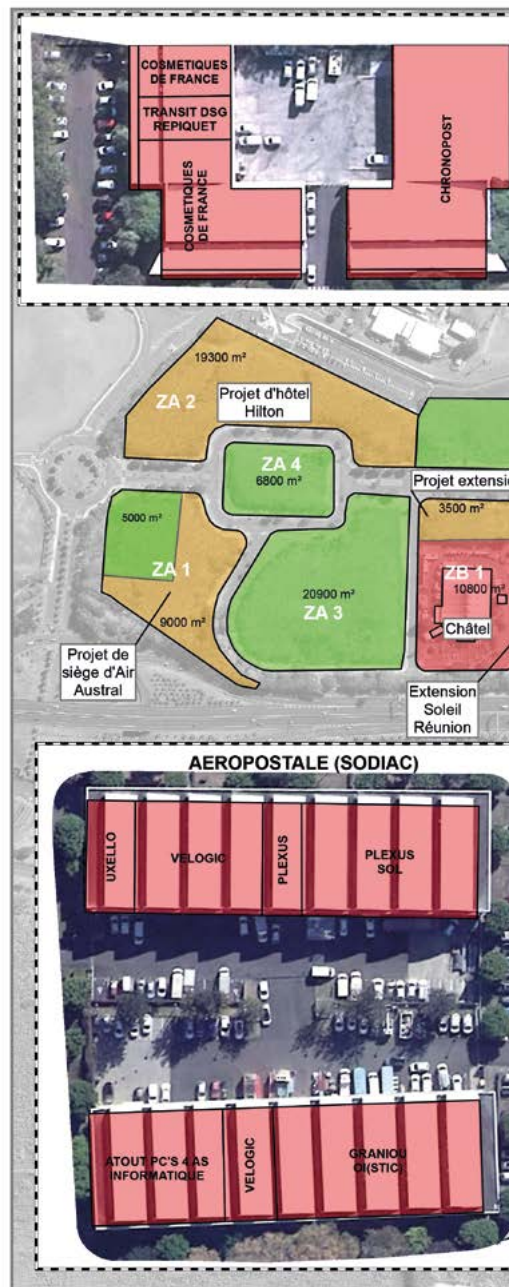 COSMETIQUES
DE FRANCE
TRANSIT DSG
REPIQUET
COSMETIQUES
DE FRANCE
CHRONOPOST
19300 m²
ZA 2
Projet d'hôtel
Hilton
ZA 4
6800 m²
Projet extensi
3500 m²
5000 m²
ZA 1
9000 m²
20900 m²
ZA 3
ZB 1
10800 m²
Châtel
Projet de
siège d'Air
Austral
Extension
Soleil
Réunion
AEROPOSTALE (SODIAC)
UXELLO
VELOGIC
PLEXUS
PLEXUS
SOL
ATOUT PC'S 4 AS
INFORMATIQUE
VELOGIC
GRANIOU
OI(STIC)